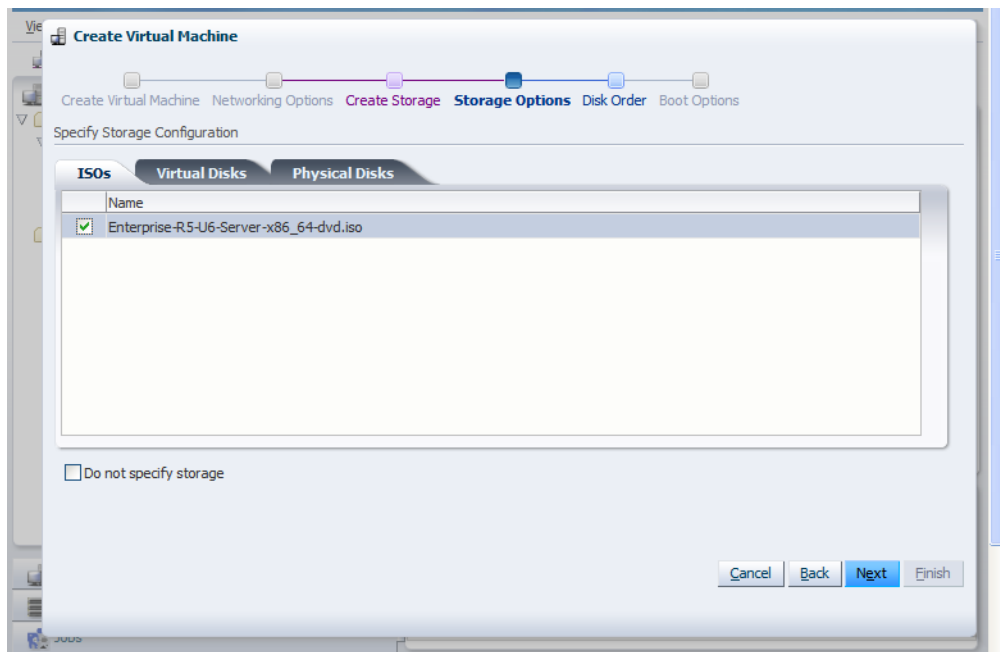 Vie
Create Virtual Machine
Create Virtual Machine Networking Options Create Storage Storage Options Disk Order Boot Options
Specify Storage Configuration
ISOs Virtual Disks Physical Disks
Name
Enterprise-R5-U6-Server-x86_64-dvd.iso
Do not specify storage
Cancel Back Next Finish
Jobs